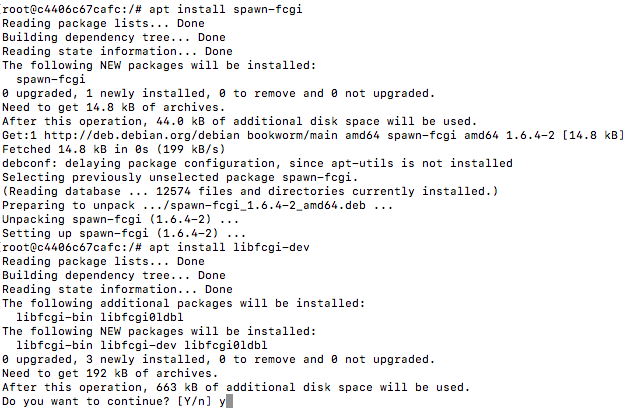 [root@c4406c67cafc:/# apt install spawn-fcgi
Reading package lists... Done
Building dependency tree... Done
Reading state information... Done
The following NEW packages will be installed:
  spawn-fcgi
0 upgraded, 1 newly installed, 0 to remove and 0 not upgraded.
Need to get 14.8 kB of archives.
After this operation, 44.0 kB of additional disk space will be used.
Get:1 http://deb.debian.org/debian bookworm/main amd64 spawn-fcgi amd64 1.6.4-2 [14.8 kB]
Fetched 14.8 kB in 0s (199 kB/s)
debconf: delaying package configuration, since apt-utils is not installed
Selecting previously unselected package spawn-fcgi.
(Reading database ... 12574 files and directories currently installed.)
Preparing to unpack .../spawn-fcgi_1.6.4-2_amd64.deb ...
Unpacking spawn-fcgi (1.6.4-2) ...
Setting up spawn-fcgi (1.6.4-2) ...
[root@c4406c67cafc:/# apt install libfcgi-dev
Reading package lists... Done
Building dependency tree... Done
Reading state information... Done
The following additional packages will be installed:
  libfcgi-bin libfcgi0ldbl
The following NEW packages will be installed:
  libfcgi-bin libfcgi-dev libfcgi0ldbl
0 upgraded, 3 newly installed, 0 to remove and 0 not upgraded.
Need to get 192 kB of archives.
After this operation, 663 kB of additional disk space will be used.
Do you want to continue? [Y/n] y